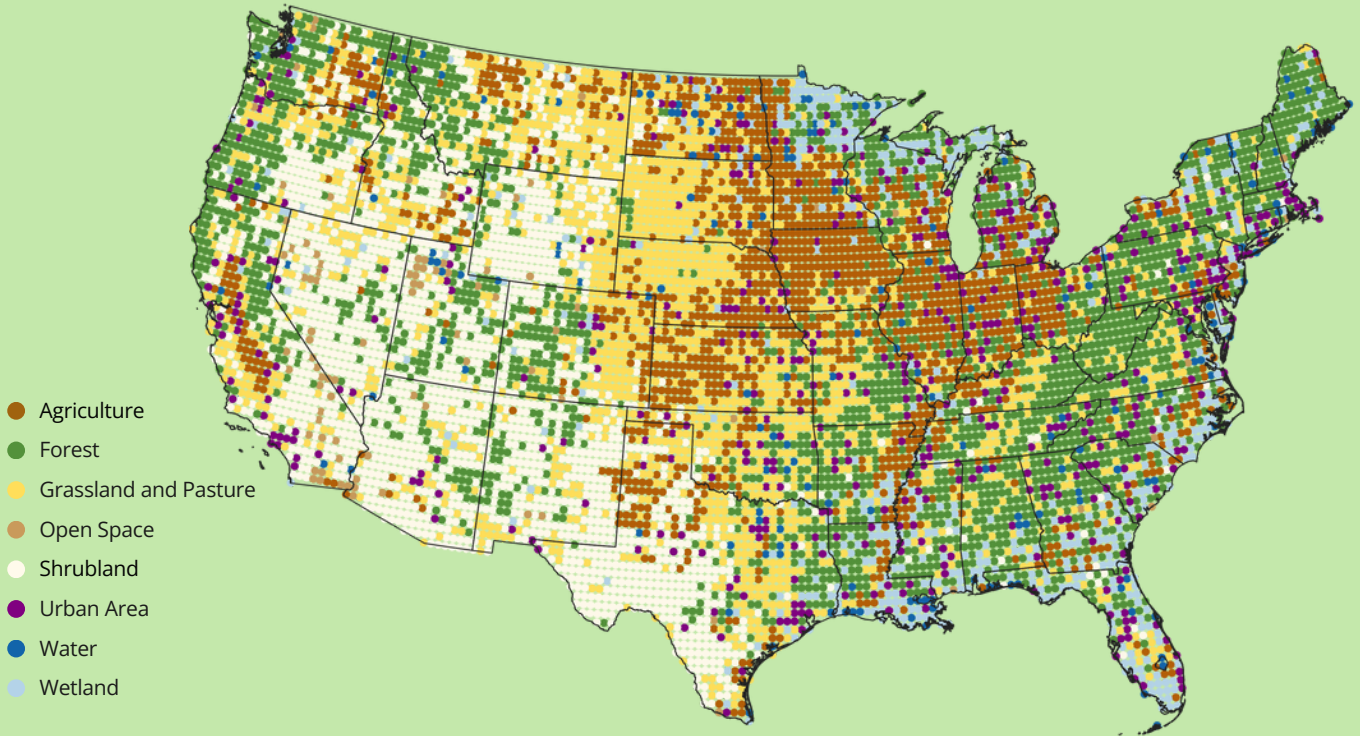 Agriculture
Forest
Grassland and Pasture
Open Space
Shrubland
Urban Area
Water
Wetland